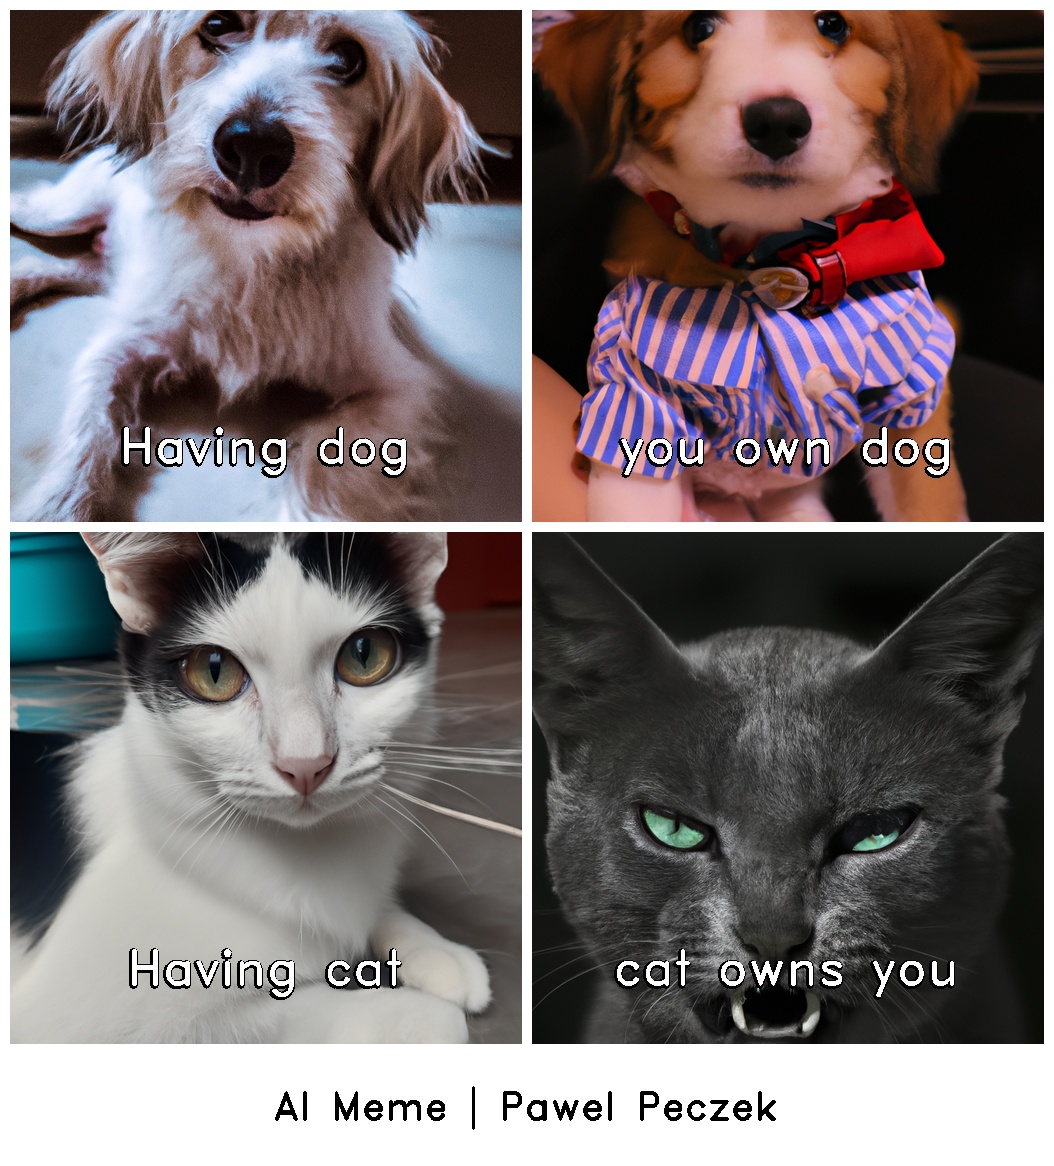 Having dog
you own dog
Having cat
cat owns you
AI Meme | Pawel Peczek